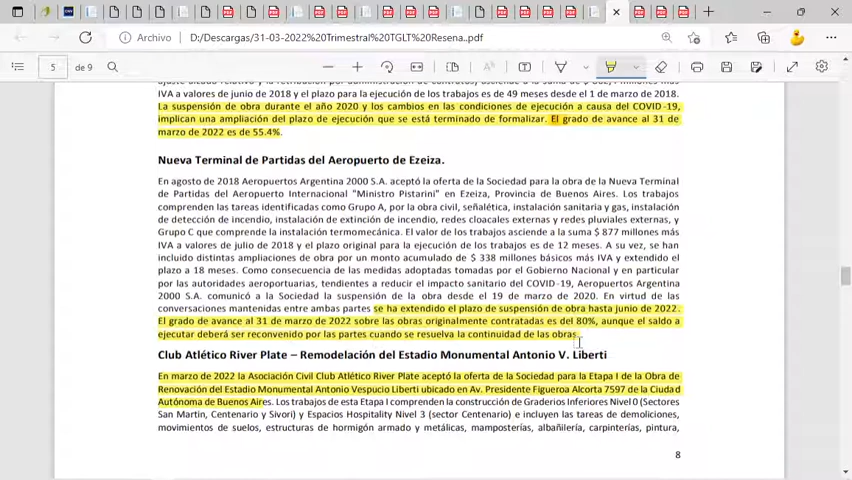 Archivo
D:/Descargas/31-03-2022%20Trimestral%20TGLT%20Resena..pdf
5
de 9
IVA a valores de junio de 2018 y el plazo para la ejecución de los trabajos es de 49 meses desde el 1 de marzo de 2018.
La suspensión de obra durante el año 2020 y los cambios en las condiciones de ejecución a causa del COVID-19,
implican una ampliación del plazo de ejecución que se está terminado de formalizar. El grado de avance al 31 de
marzo de 2022 es de 55.4%.
Nueva Terminal de Partidas del Aeropuerto de Ezeiza.
En agosto de 2018 Aeropuertos Argentina 2000 S.A. aceptó la oferta de la Sociedad para la obra de la Nueva Terminal
de Partidas del Aeropuerto Internacional "Ministro Pistarini" en Ezeiza, Provincia de Buenos Aires. Los trabajos
comprenden las tareas identificadas como Grupo A, por la obra civil, señalética, instalación sanitaria y gas, instalación
de detección de incendio, instalación de extinción de incendio, redes cloacales externas y redes pluviales externas, y
Grupo C que comprende la instalación termomecánica. El valor de los trabajos asciende a la suma $ 877 millones más
IVA a valores de julio de 2018 y el plazo original para la ejecución de los trabajos es de 12 meses. A su vez, se han
incluido distintas ampliaciones de obra por un monto acumulado de $ 338 millones básicos más IVA y extendido el
plazo a 18 meses. Como consecuencia de las medidas adoptadas tomadas por el Gobierno Nacional y en particular
por las autoridades aeroportuarias, tendientes a reducir el impacto sanitario del COVID-19, Aeropuertos Argentina
2000 S.A. comunicó a la Sociedad la suspensión de la obra desde el 19 de marzo de 2020. En virtud de las
conversaciones mantenidas entre ambas partes se ha extendido el plazo de suspensión de obra hasta junio de 2022.
El grado de avance al 31 de marzo de 2022 sobre las obras originalmente contratadas es del 80%, aunque el saldo a
ejecutar deberá ser reconvenido por las partes cuando se resuelva la continuidad de las obras.
Club Atlético River Plate – Remodelación del Estadio Monumental Antonio V. Liberti
En marzo de 2022 la Asociación Civil Club Atlético River Plate aceptó la oferta de la Sociedad para la Etapa I de la Obra de
Renovación del Estadio Monumental Antonio Vespucio Liberti ubicado en Av. Presidente Figueroa Alcorta 7597 de la Ciudad
Autónoma de Buenos Aires. Los trabajos de esta Etapa I comprenden la construcción de Graderios Inferiores Nivel 0 (Sectores
San Martin, Centenario y Sivori) y Espacios Hospitality Nivel 3 (sector Centenario) e incluyen las tareas de demoliciones,
movimientos de suelos, estructuras de hormigón armado y metálicas, mamposterías, albañilería, carpinterías, pintura,
8